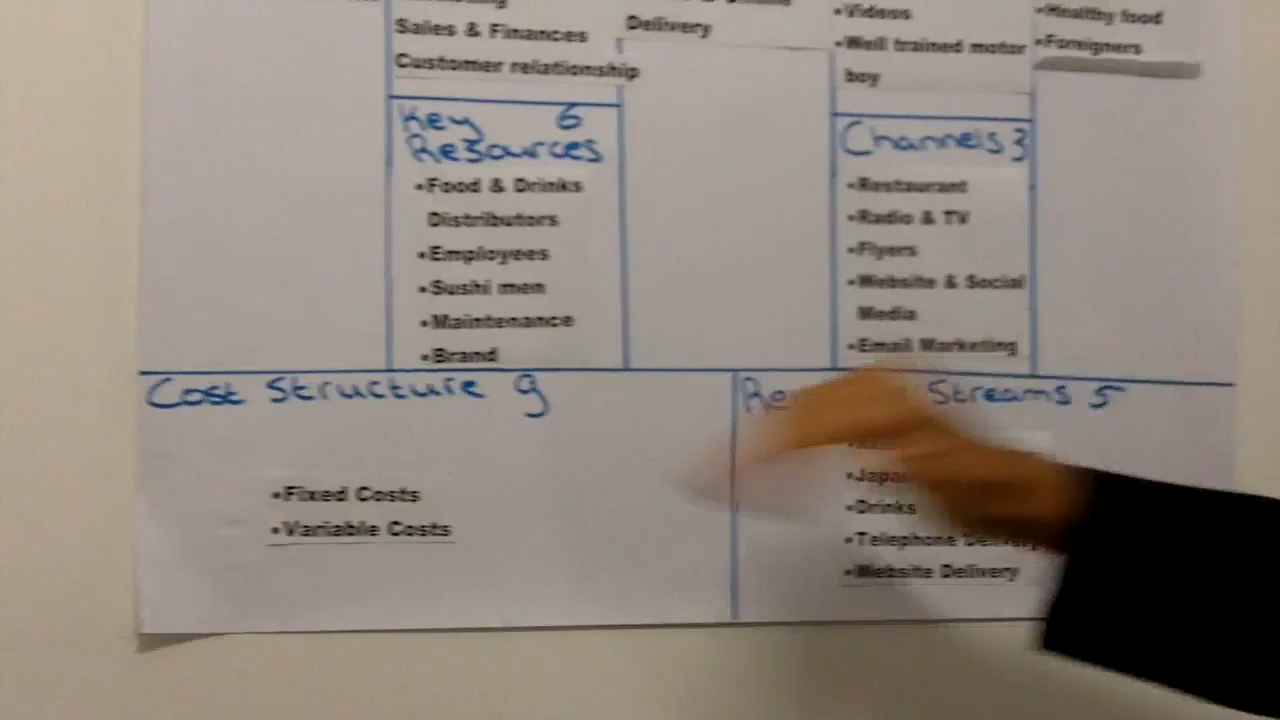 Sales & Finances
Customer relationship
Delivery
•Videos
•Well trained motor
boy
•Healthy food
•Foreigners
Key 6
Resources
•Food & Drinks
Distributors
•Employees
•Sushi men
•Maintenance
•Brand
Channels 3
•Restaurant
•Radio & TV
•Flyers
•Website & Social
Media
•Email Marketing
Cost Structure 9
•Fixed Costs
•Variable Costs
Streams 5
•Drinks
•Telephone Delivery
•Website Delivery